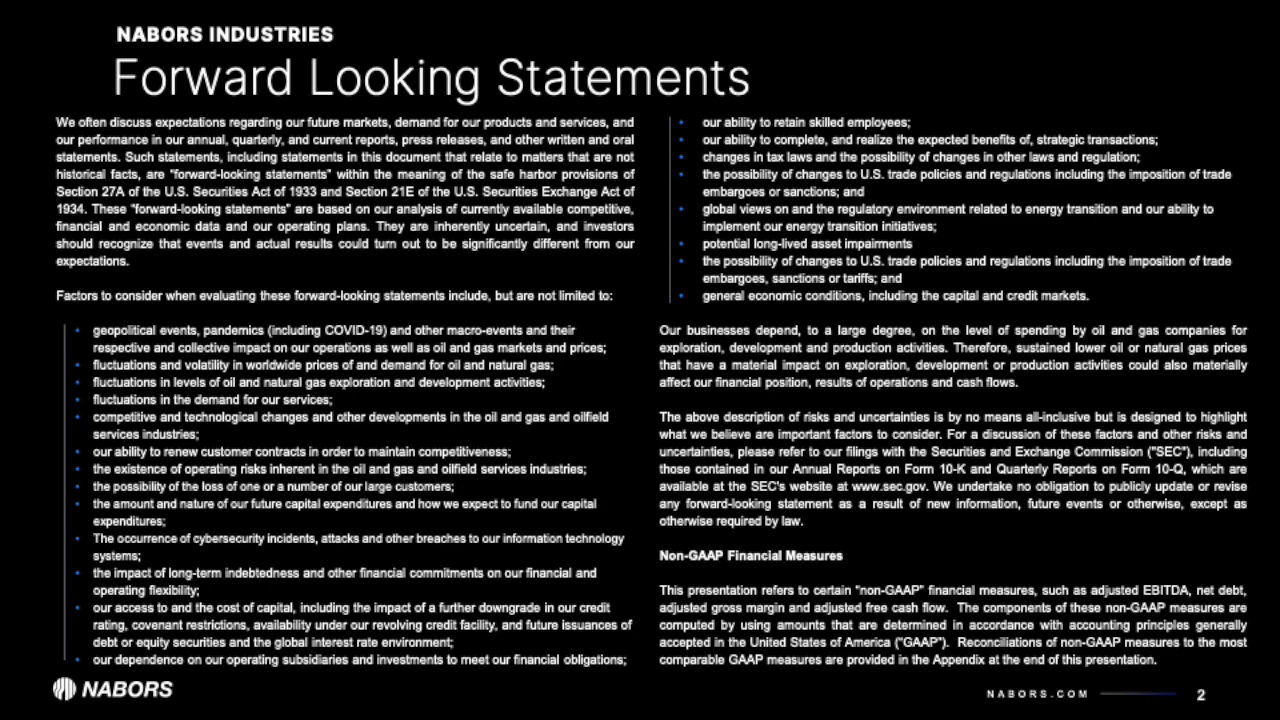 NABORS INDUSTRIES
Forward Looking Statements
We often discuss expectations regarding our future markets, demand for our products and services, and
our performance in our annual, quarterly, and current reports, press releases, and other written and oral
statements. Such statements, including statements in this document that relate to matters that are not
historical facts, are “forward-looking statements” within the meaning of the safe harbor provisions of
Section 27A of the U.S. Securities Act of 1933 and Section 21E of the U.S. Securities Exchange Act of
1934. These “forward-looking statements” are based on our analysis of currently available competitive,
financial and economic data and our operating plans. They are inherently uncertain, and investors
should recognize that events and actual results could turn out to be significantly different from our
expectations.
Factors to consider when evaluating these forward-looking statements include, but are not limited to:
• geopolitical events, pandemics (including COVID-19) and other macro-events and their
respective and collective impact on our operations as well as oil and gas markets and prices;
• fluctuations and volatility in worldwide prices of and demand for oil and natural gas;
• fluctuations in levels of oil and natural gas exploration and development activities;
• fluctuations in the demand for our services;
• competitive and technological changes and other developments in the oil and gas and oilfield
services industries;
• our ability to renew customer contracts in order to maintain competitiveness;
• the existence of operating risks inherent in the oil and gas and oilfield services industries;
• the possibility of the loss of one or a number of our large customers;
• the amount and nature of our future capital expenditures and how we expect to fund our capital
expenditures;
• The occurrence of cybersecurity incidents, attacks and other breaches to our information technology
systems;
• the impact of long-term indebtedness and other financial commitments on our financial and
operating flexibility;
• our access to and the cost of capital, including the impact of a further downgrade in our credit
rating, covenant restrictions, availability under our revolving credit facility, and future issuances of
debt or equity securities and the global interest rate environment;
• our dependence on our operating subsidiaries and investments to meet our financial obligations;
• our ability to retain skilled employees;
• our ability to complete, and realize the expected benefits of, strategic transactions;
• changes in tax laws and the possibility of changes in other laws and regulation;
• the possibility of changes to U.S. trade policies and regulations including the imposition of trade
embargoes or sanctions; and
• global views on and the regulatory environment related to energy transition and our ability to
implement our energy transition initiatives;
• potential long-lived asset impairments
• the possibility of changes to U.S. trade policies and regulations including the imposition of trade
embargoes, sanctions or tariffs; and
• general economic conditions, including the capital and credit markets.
Our businesses depend, to a large degree, on the level of spending by oil and gas companies for
exploration, development and production activities. Therefore, sustained lower oil or natural gas prices
that have a material impact on exploration, development or production activities could also materially
affect our financial position, results of operations and cash flows.
The above description of risks and uncertainties is by no means all-inclusive but is designed to highlight
what we believe are important factors to consider. For a discussion of these factors and other risks and
uncertainties, please refer to our filings with the Securities and Exchange Commission ("SEC"), including
those contained in our Annual Reports on Form 10-K and Quarterly Reports on Form 10-Q, which are
available at the SEC's website at www.sec.gov. We undertake no obligation to publicly update or revise
any forward-looking statement as a result of new information, future events or otherwise, except as
otherwise required by law.
Non-GAAP Financial Measures
This presentation refers to certain "non-GAAP" financial measures, such as adjusted EBITDA, net debt,
adjusted gross margin and adjusted free cash flow. The components of these non-GAAP measures are
computed by using amounts that are determined in accordance with accounting principles generally
accepted in the United States of America ("GAAP"). Reconciliations of non-GAAP measures to the most
comparable GAAP measures are provided in the Appendix at the end of this presentation.
NABORS
NABORS.COM 2